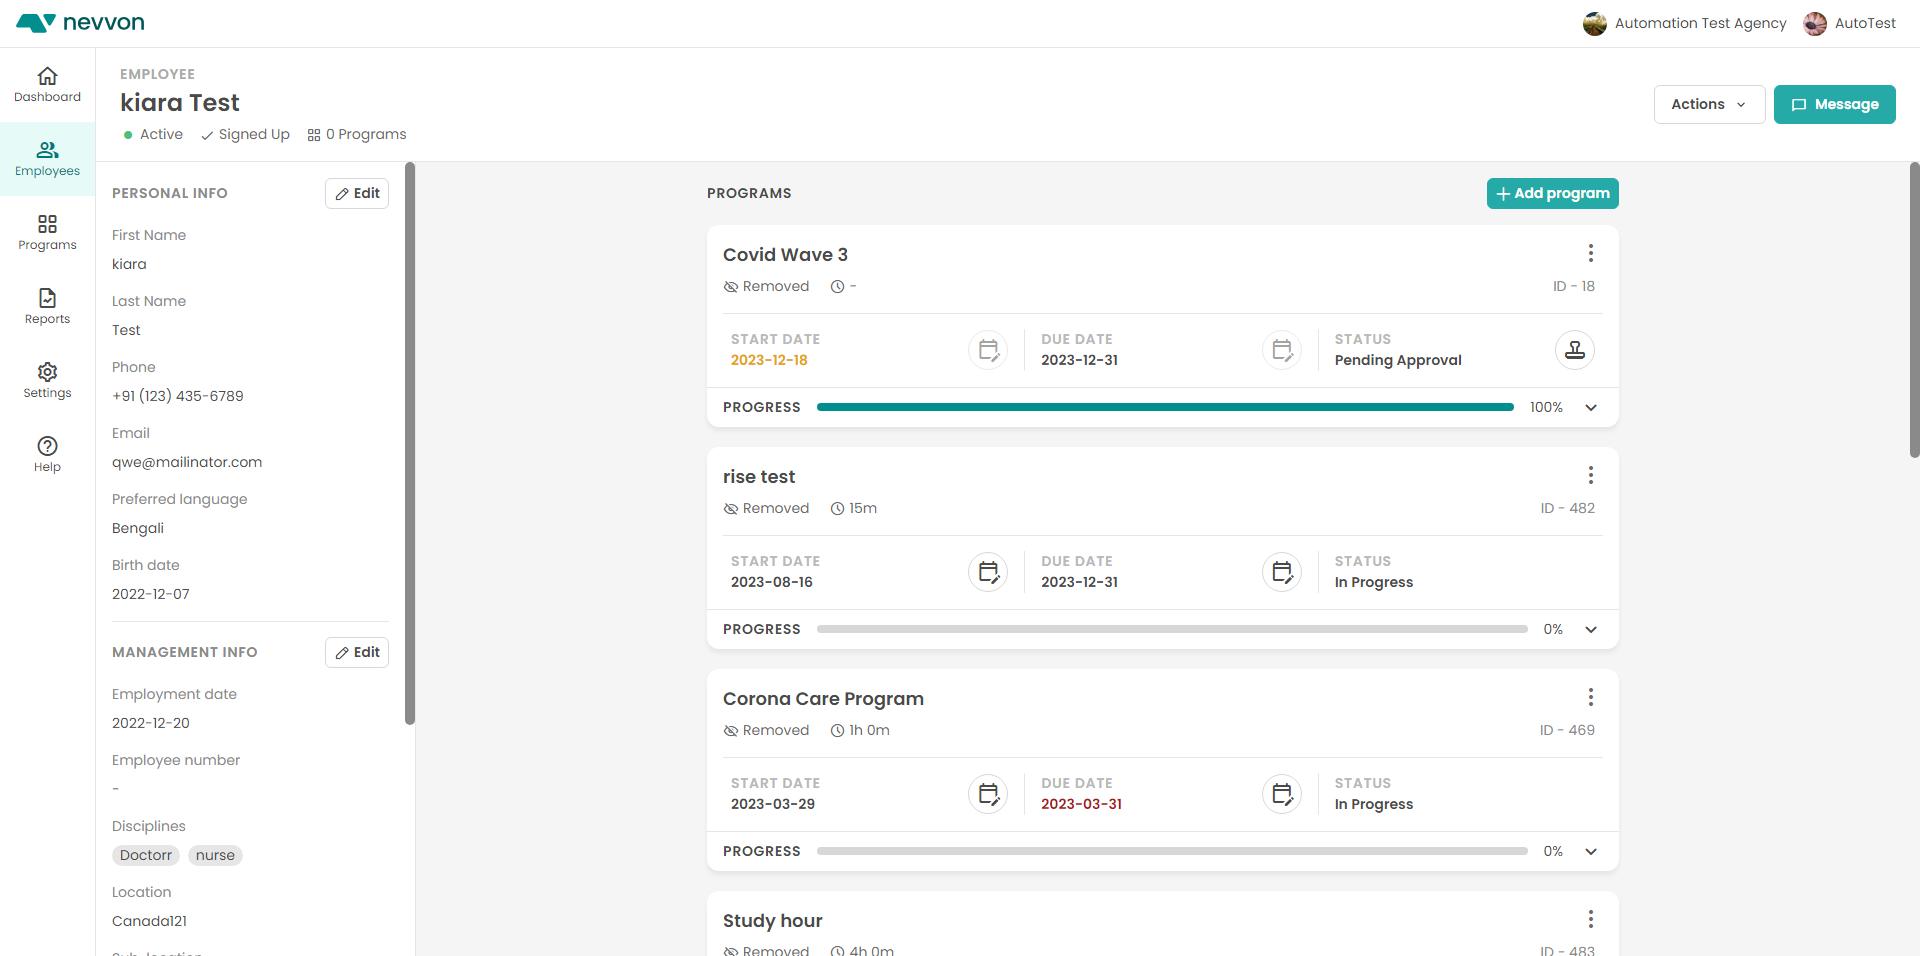 nevvon
Automation Test Agency
AutoTest
Dashboard
Employees
Programs
Reports
Settings
Help
EMPLOYEE
kiara Test
Active
Signed Up
0 Programs
Actions
Message
PERSONAL INFO
Edit
First Name
kiara
Last Name
Test
Phone
+91 (123) 435-6789
Email
qwe@mailinator.com
Preferred language
Bengali
Birth date
2022-12-07
MANAGEMENT INFO
Edit
Employment date
2022-12-20
Employee number
-
Disciplines
Doctorr nurse
Location
Canada121
Sub-location
PROGRAMS
+ Add program
Covid Wave 3
Removed -
ID - 18
START DATE
2023-12-18
DUE DATE
2023-12-31
STATUS
Pending Approval
PROGRESS 100%
rise test
Removed 15m
ID - 482
START DATE
2023-08-16
DUE DATE
2023-12-31
STATUS
In Progress
PROGRESS 0%
Corona Care Program
Removed 1h 0m
ID - 469
START DATE
2023-03-29
DUE DATE
2023-03-31
STATUS
In Progress
PROGRESS 0%
Study hour
Removed 4h 0m
ID - 483